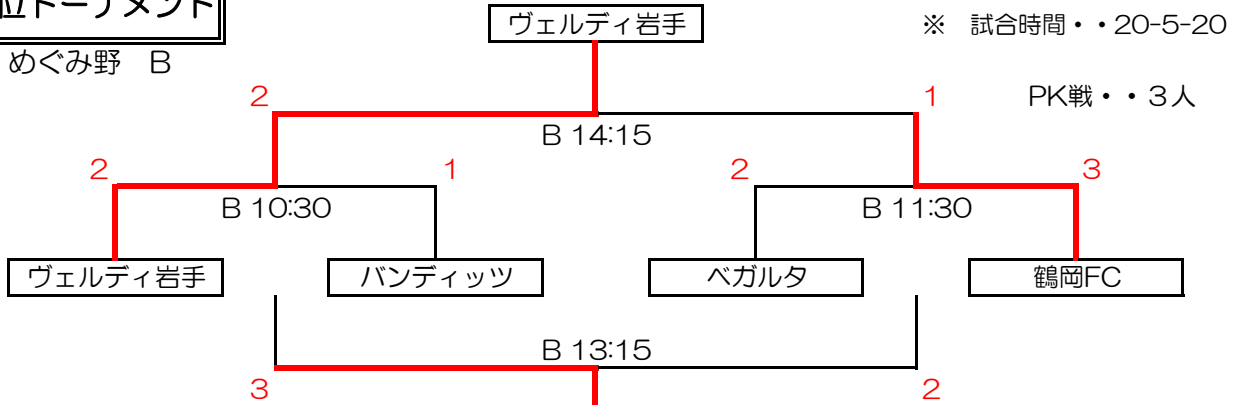 位トーナメント
ヴェルディ岩手
※ 試合時間・・20-5-20
めぐみ野 B
2
1
PK戦・・3人
B 14:15
2
1
2
3
B 10:30
B 11:30
ヴェルディ岩手
バンディッツ
ベガルタ
鶴岡FC
B 13:15
3
2